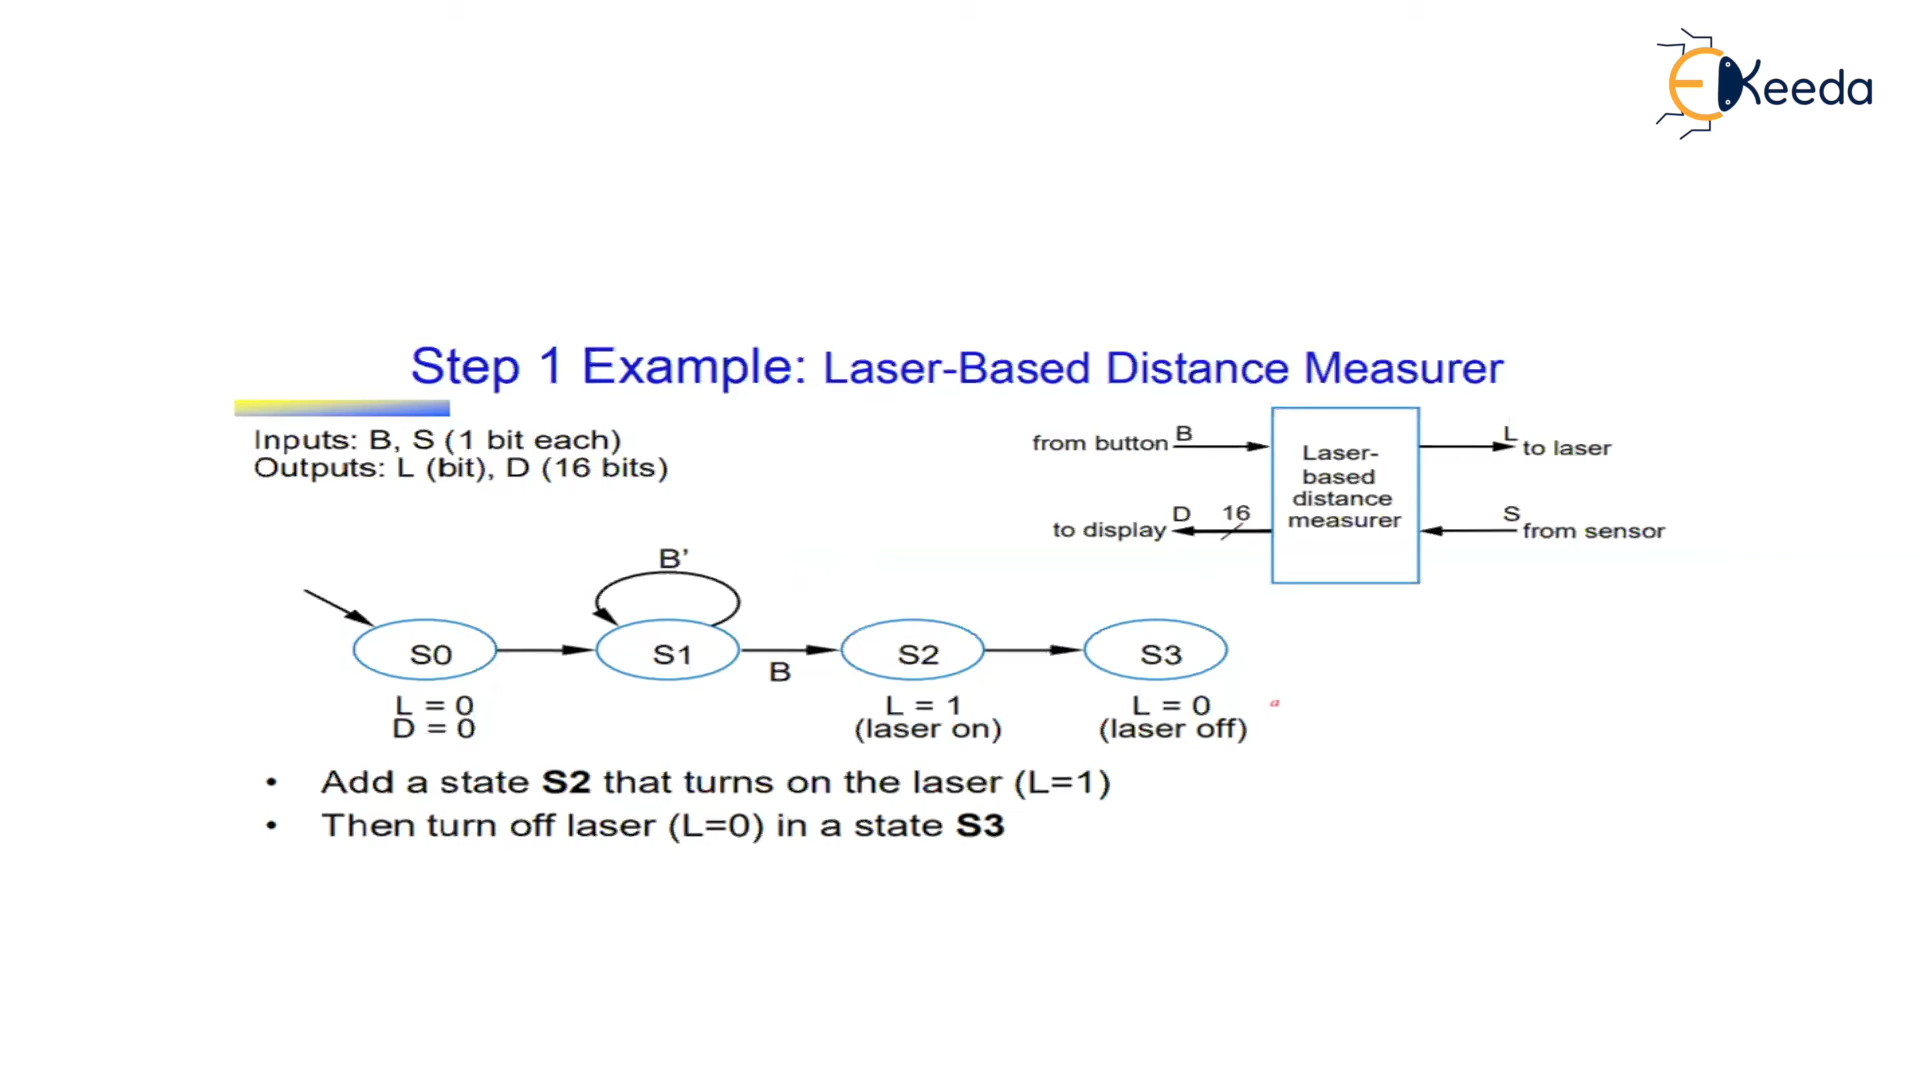 EKeeda
Step 1 Example: Laser-Based Distance Measurer
Inputs: B, S (1 bit each)
Outputs: L (bit), D (16 bits)
from button
B
L
to laser
Laser-
based
distance
measurer
to display
D
16
S
from sensor
B'
S0
S1
B
S2
S3
L = 0
D = 0
L = 1
(laser on)
L = 0
(laser off)
a
• Add a state S2 that turns on the laser (L=1)
• Then turn off laser (L=0) in a state S3